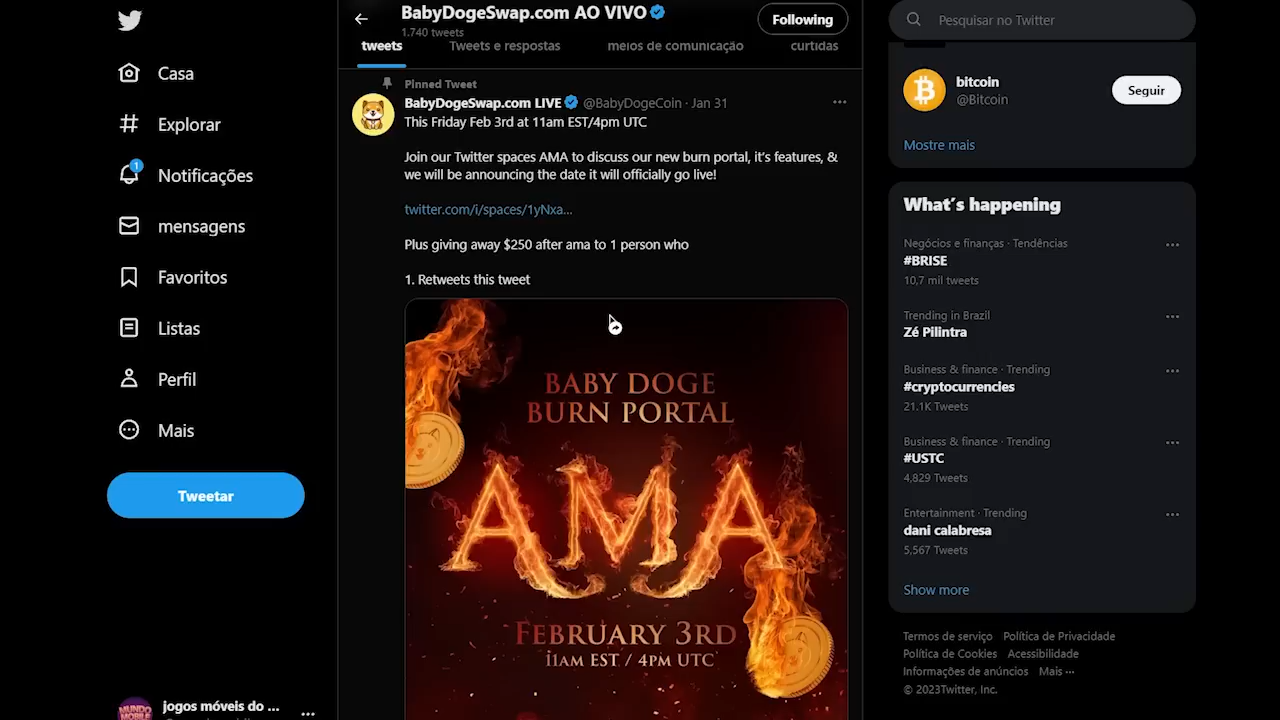 Casa
Explorar
1
Notificações
mensagens
Favoritos
Listas
Perfil
Mais
Tweetar
jogos móveis do ...
MUNDO
MOBILE
BabyDogeSwap.com AO VIVO
1.740 tweets
Following
tweets
Tweets e respostas
meios de comunicação
curtidas
Pinned Tweet
BabyDogeSwap.com LIVE @BabyDogeCoin · Jan 31
This Friday Feb 3rd at 11am EST/4pm UTC
Join our Twitter spaces AMA to discuss our new burn portal, it's features, &
we will be announcing the date it will officially go live!
twitter.com/i/spaces/1yNxa...
Plus giving away $250 after ama to 1 person who
1. Retweets this tweet
BABY DOGE
BURN PORTAL
AMA
FEBRUARY 3RD
11AM EST / 4PM UTC
Pesquisar no Twitter
bitcoin
@Bitcoin
Seguir
Mostre mais
What's happening
Negócios e finanças · Tendências
#BRISE
10,7 mil tweets
Trending in Brazil
Zé Pilintra
Business & finance · Trending
#cryptocurrencies
21.1K Tweets
Business & finance · Trending
#USTC
4,829 Tweets
Entertainment · Trending
dani calabresa
5,567 Tweets
Show more
Termos de serviço Política de Privacidade
Política de Cookies Acessibilidade
Informações de anúncios Mais ···
© 2023Twitter, Inc.